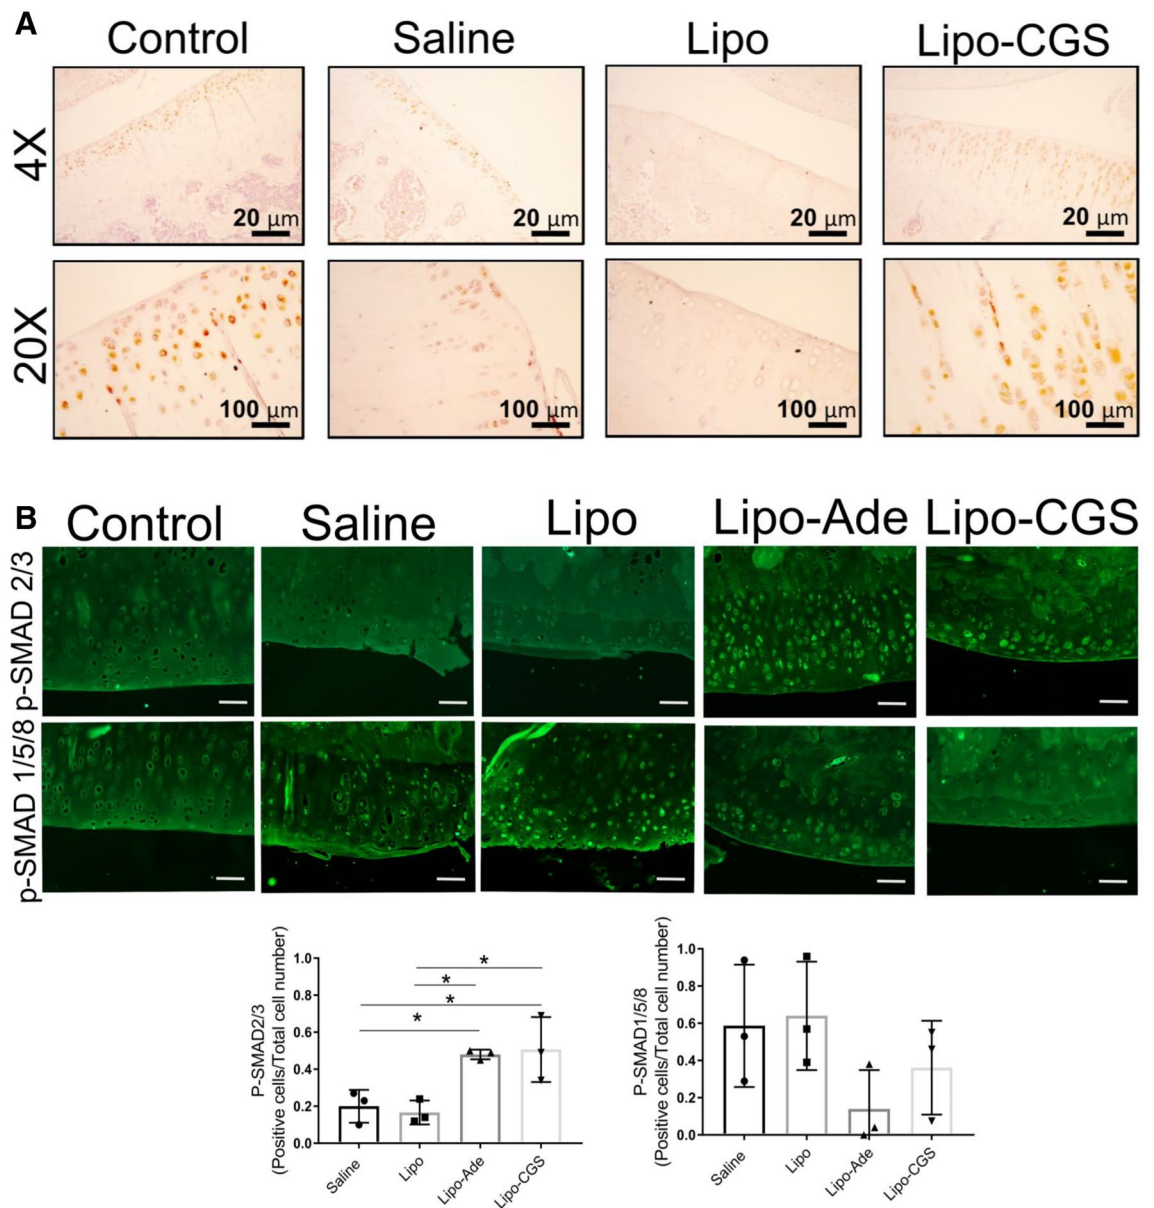 A
Control Saline Lipo Lipo-CGS
4X
20 μm 20 μm 20 μm 20 μm
20X
100 μm 100 μm 100 μm 100 μm
B
Control Saline Lipo Lipo-Ade Lipo-CGS
p-SMAD 2/3
p-SMAD 1/5/8
P-SMAD2/3
(Positive cells/Total cell number)
1.0
0.8
0.6
0.4
0.2
0.0
*
*
*
*
Saline Lipo Lipo-Ade Lipo-CGS
P-SMAD1/5/8
(Positive cells/Total cell number)
1.0
0.8
0.6
0.4
0.2
0.0
Saline Lipo Lipo-Ade Lipo-CGS